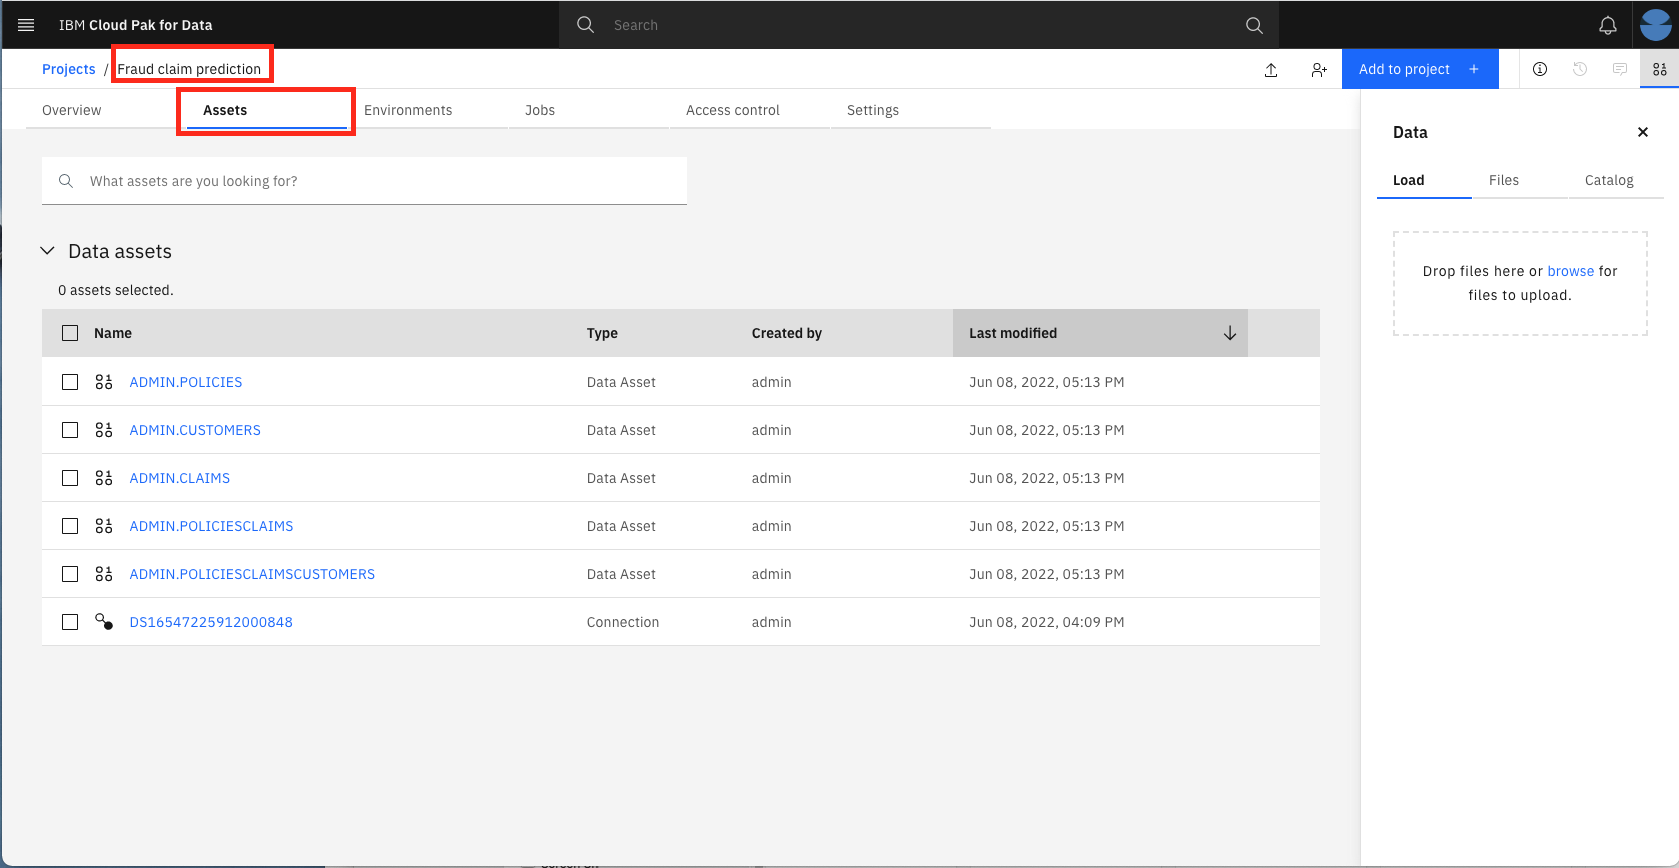 IBM Cloud Pak for Data
Search
Projects / Fraud claim prediction
Add to project +
Overview
Assets
Environments
Jobs
Access control
Settings
What assets are you looking for?
Data assets
0 assets selected.
Name Type Created by Last modified
ADMIN.POLICIES Data Asset admin Jun 08, 2022, 05:13 PM
ADMIN.CUSTOMERS Data Asset admin Jun 08, 2022, 05:13 PM
ADMIN.CLAIMS Data Asset admin Jun 08, 2022, 05:13 PM
ADMIN.POLICIESCLAIMS Data Asset admin Jun 08, 2022, 05:13 PM
ADMIN.POLICIESCLAIMSCUSTOMERS Data Asset admin Jun 08, 2022, 05:13 PM
DS16547225912000848 Connection admin Jun 08, 2022, 04:09 PM
Data
Load
Files
Catalog
Drop files here or browse for
files to upload.